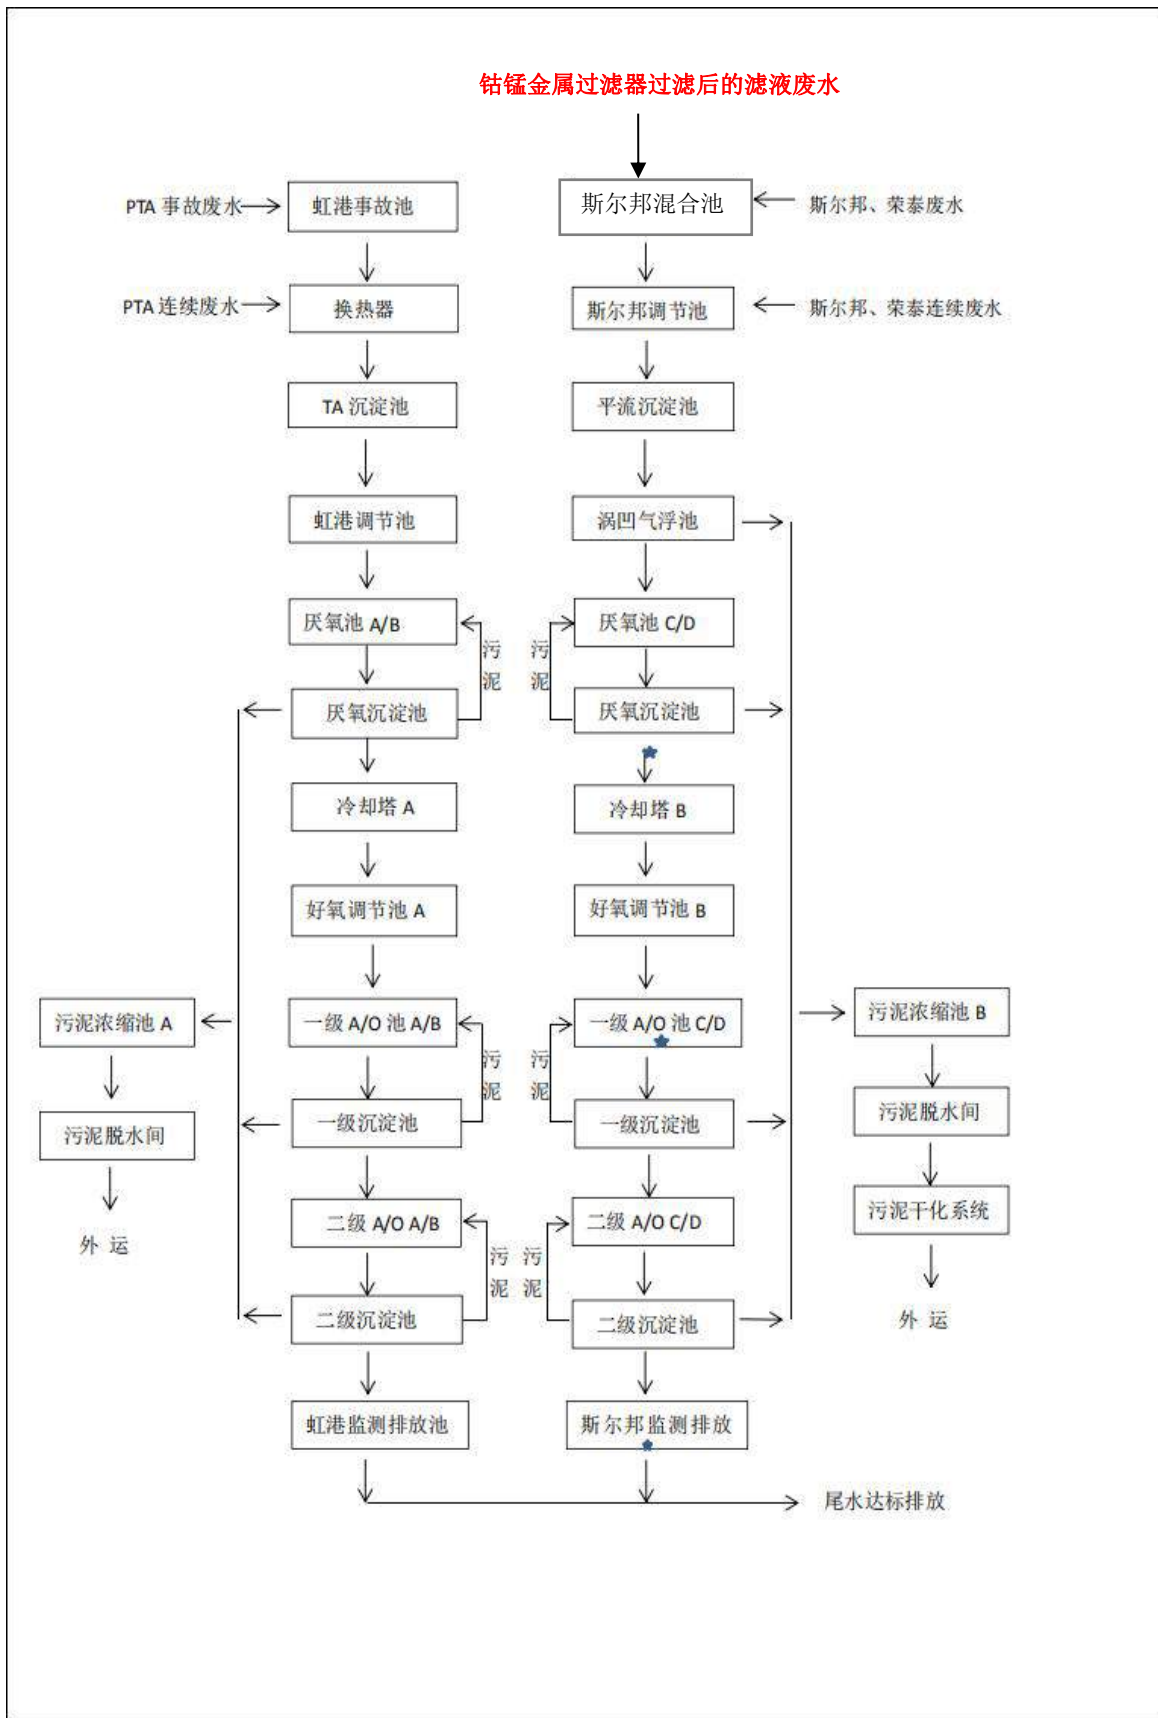 钴锰金属过滤器过滤后的滤液废水
PTA 事故废水
虹港事故池
斯尔邦混合池
斯尔邦、荣泰废水
PTA 连续废水
换热器
斯尔邦调节池
斯尔邦、荣泰连续废水
TA 沉淀池
平流沉淀池
虹港调节池
涡凹气浮池
厌氧池 A/B
污泥
污泥
厌氧池 C/D
厌氧沉淀池
厌氧沉淀池
冷却塔 A
冷却塔 B
好氧调节池 A
好氧调节池 B
污泥浓缩池 A
一级 A/O 池 A/B
污泥
污泥
一级 A/O 池 C/D
污泥浓缩池 B
污泥脱水间
一级沉淀池
一级沉淀池
污泥脱水间
外 运
二级 A/O A/B
污泥
污泥
二级 A/O C/D
污泥干化系统
二级沉淀池
二级沉淀池
外 运
虹港监测排放池
斯尔邦监测排放
尾水达标排放